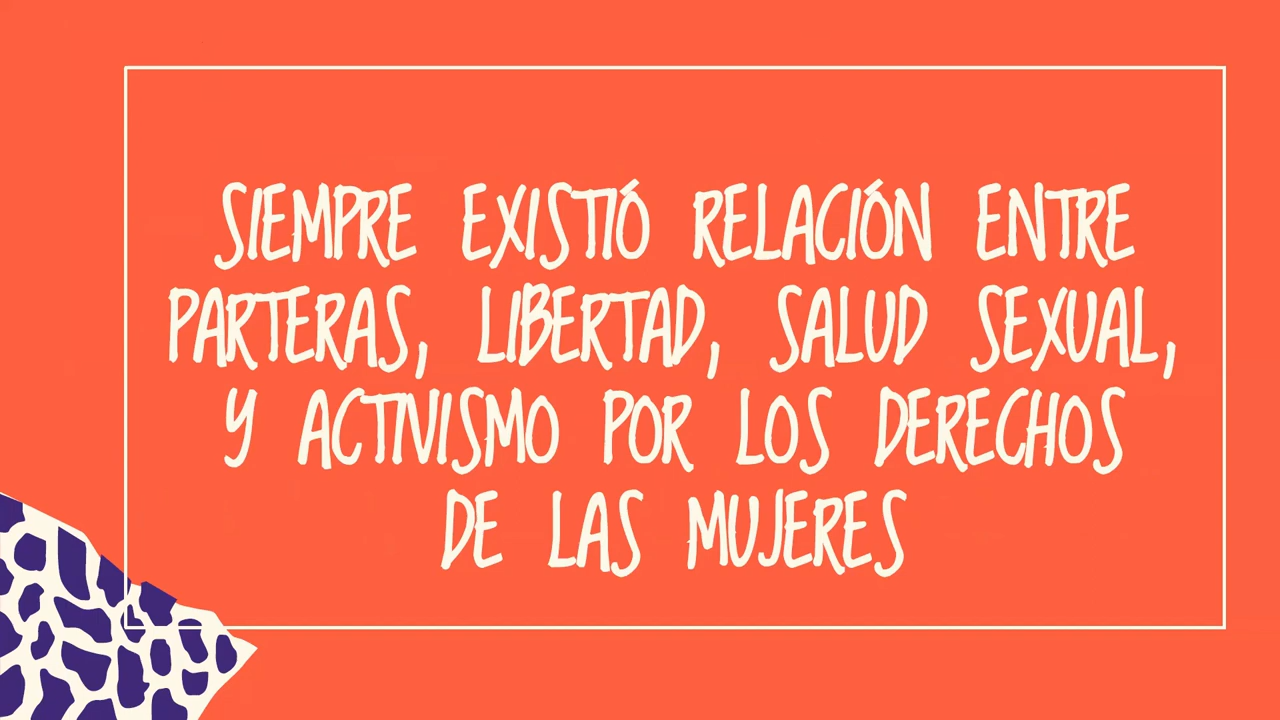 SIEMPRE EXISTIÓ RELACIÓN ENTRE
PARTERAS, LIBERTAD, SALUD SEXUAL,
Y ACTIVISMO POR LOS DERECHOS
DE LAS MUJERES